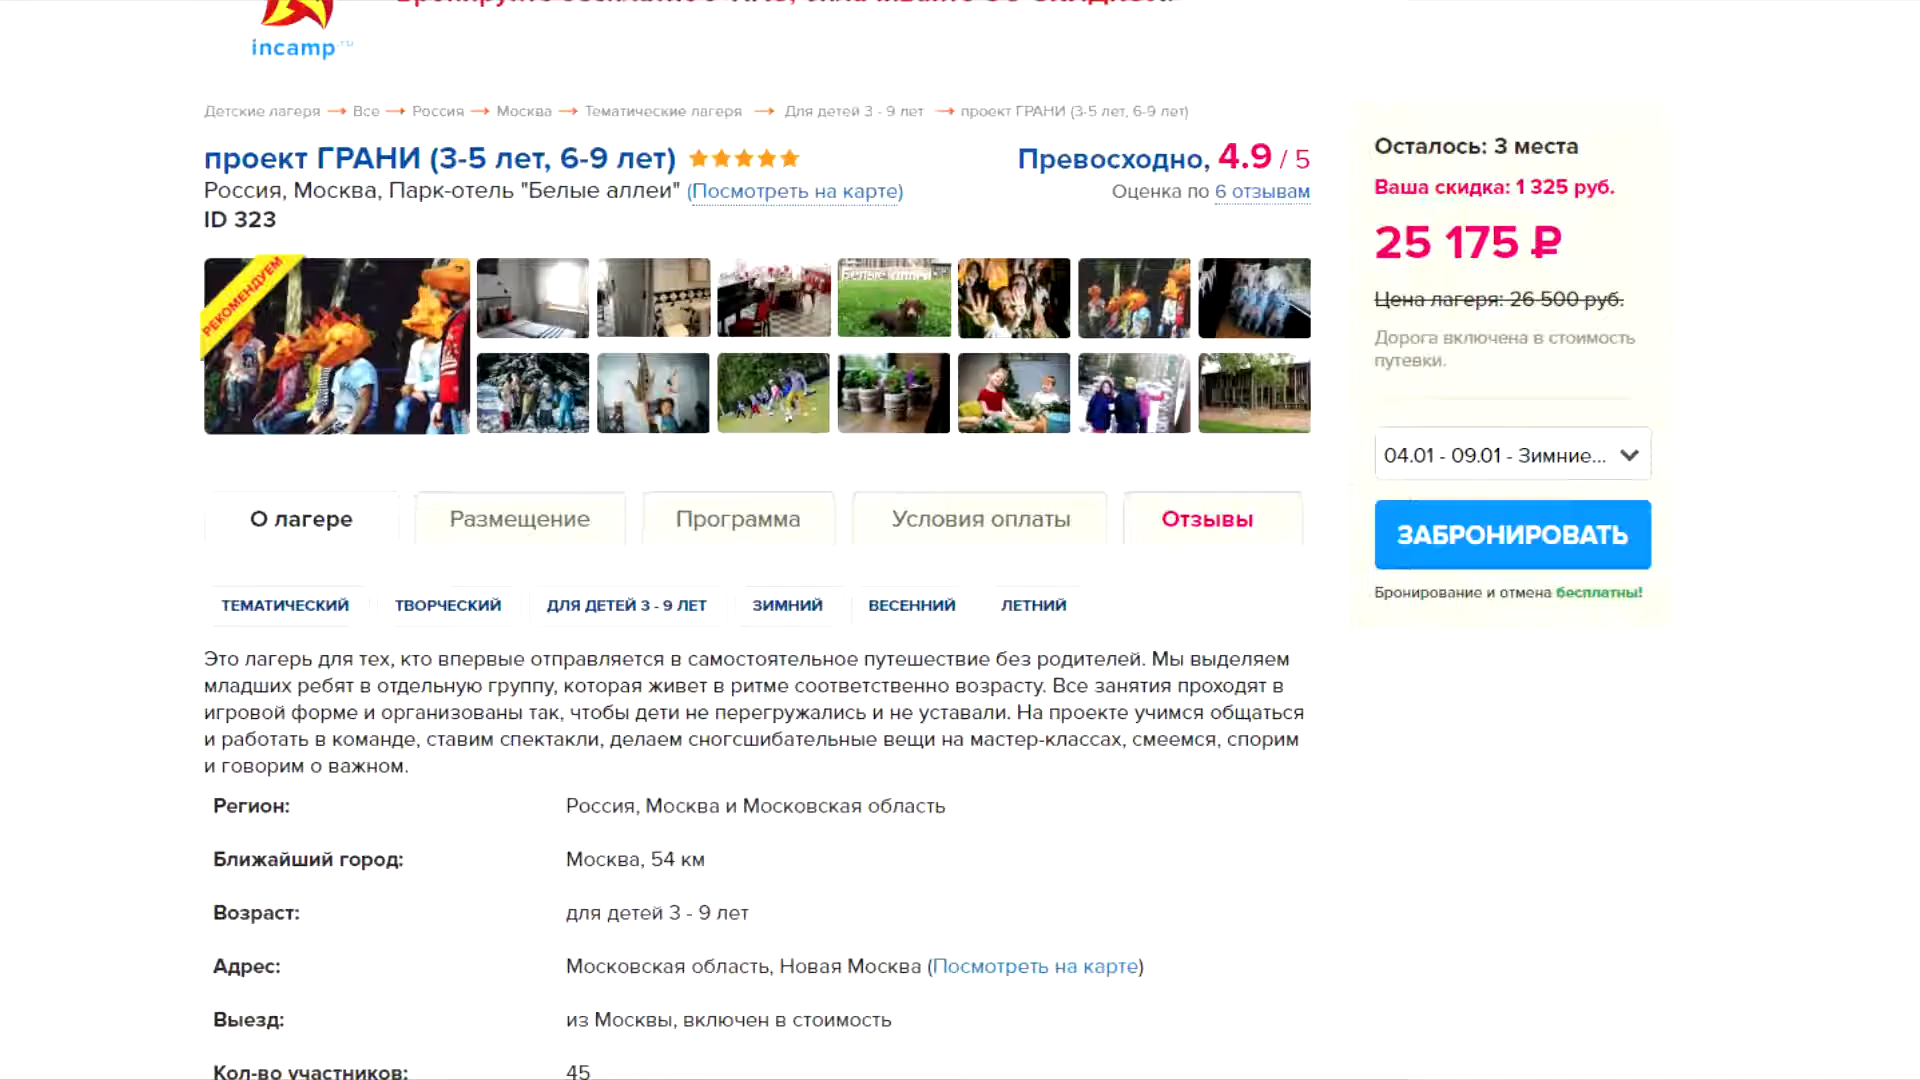 incamp.ru
Детские лагеря → Все → Россия → Москва → Тематические лагеря → Для детей 3 - 9 лет → проект ГРАНИ (3-5 лет, 6-9 лет)
проект ГРАНИ (3-5 лет, 6-9 лет)
Превосходно, 4.9 / 5
Россия, Москва, Парк-отель "Белые аллеи" (Посмотреть на карте)
Оценка по 6 отзывам
ID 323
РЕКОМЕНДУЕМ
Белые аллеи
Осталось: 3 места
Ваша скидка: 1 325 руб.
25 175 ₽
Цена лагеря: 26 500 руб.
Дорога включена в стоимость
путевки.
04.01 - 09.01 - Зимние...
ЗАБРОНИРОВАТЬ
Бронирование и отмена бесплатны!
О лагере
Размещение
Программа
Условия оплаты
Отзывы
ТЕМАТИЧЕСКИЙ
ТВОРЧЕСКИЙ
ДЛЯ ДЕТЕЙ 3 - 9 ЛЕТ
ЗИМНИЙ
ВЕСЕННИЙ
ЛЕТНИЙ
Это лагерь для тех, кто впервые отправляется в самостоятельное путешествие без родителей. Мы выделяем
младших ребят в отдельную группу, которая живет в ритме соответственно возрасту. Все занятия проходят в
игровой форме и организованы так, чтобы дети не перегружались и не уставали. На проекте учимся общаться
и работать в команде, ставим спектакли, делаем сногсшибательные вещи на мастер-классах, смеемся, спорим
и говорим о важном.
Регион: Россия, Москва и Московская область
Ближайший город: Москва, 54 км
Возраст: для детей 3 - 9 лет
Адрес: Московская область, Новая Москва (Посмотреть на карте)
Выезд: из Москвы, включен в стоимость
Кол-во участников: 45